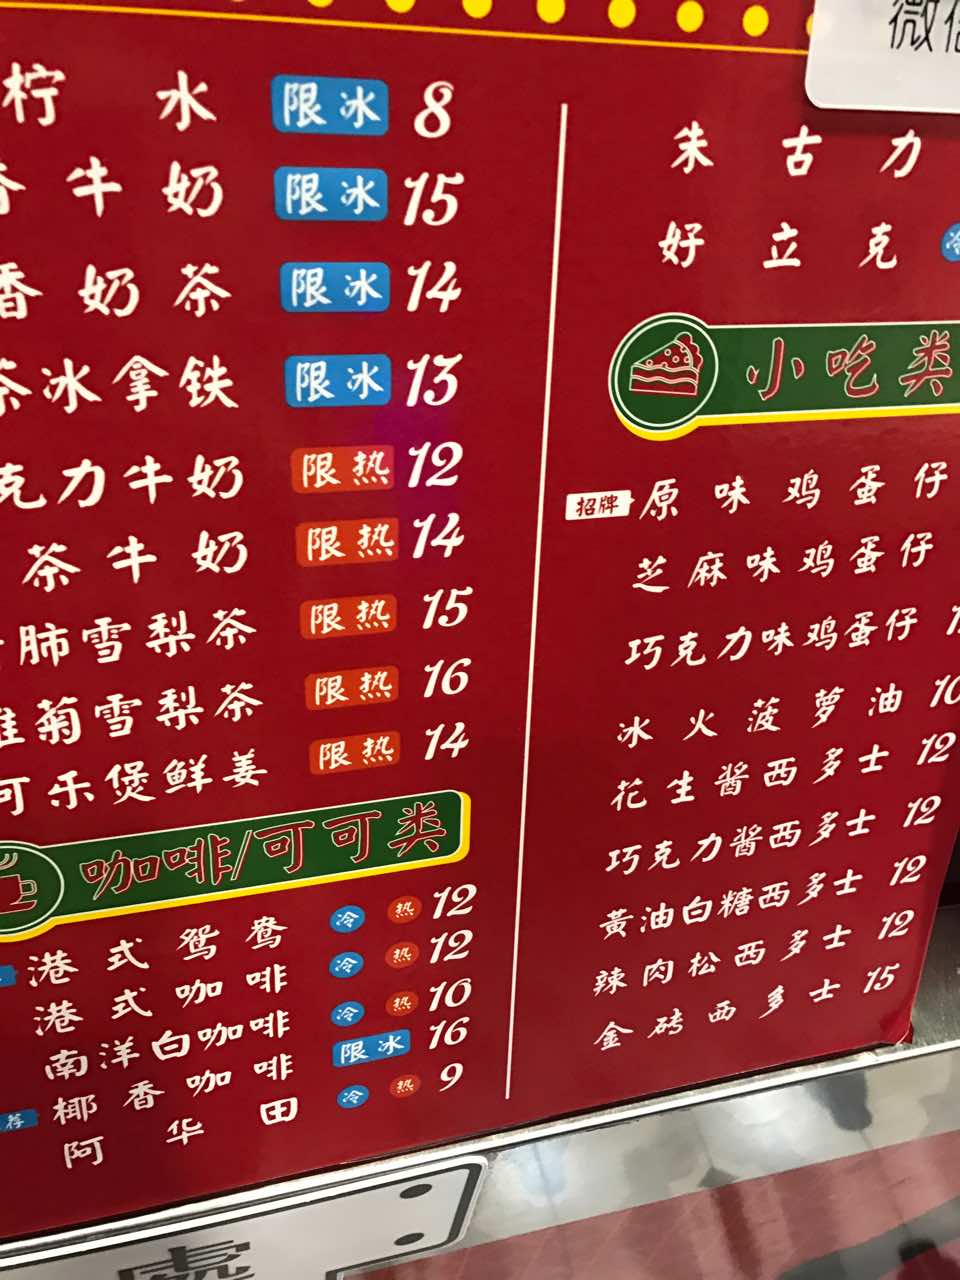 柠水 限冰 8
香牛奶 限冰 15
香奶茶 限冰 14
茶冰拿铁 限冰 13
克力牛奶 限热 12
茶牛奶 限热 14
肺雪梨茶 限热 15
菊雪梨茶 限热 16
可乐煲鲜姜 限热 14
咖啡/可可类
港式鸳鸯 冷 热 12
港式咖啡 冷 热 12
南洋白咖啡 冷 热 10
荐 椰香咖啡 限冰 16
阿华田 冷 热 9
微信
朱古力
好立克 冷
小吃类
招牌 原味鸡蛋仔
芝麻味鸡蛋仔
巧克力味鸡蛋仔
冰火菠萝油 10
花生酱西多士 12
巧克力酱西多士 12
黄油白糖西多士 12
辣肉松西多士 12
金砖西多士 15